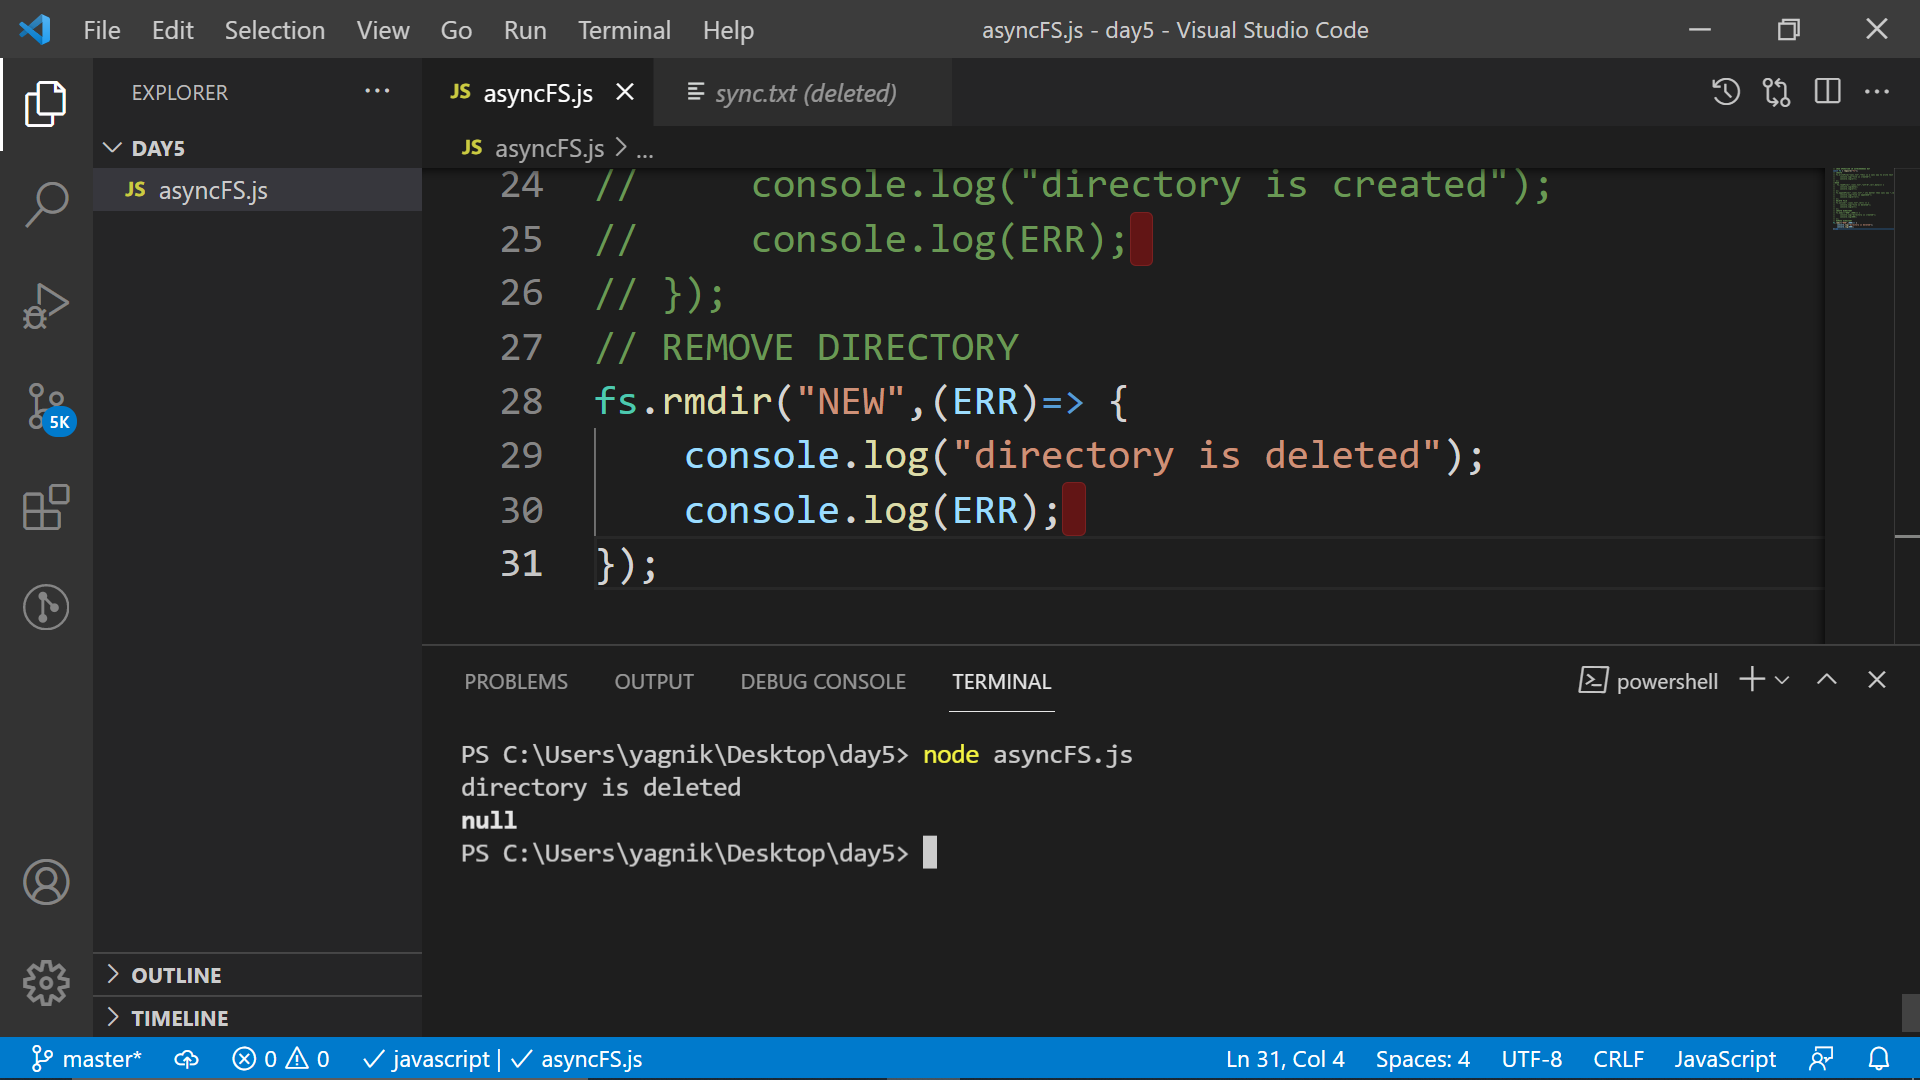 File Edit Selection View Go Run Terminal Help asyncFS.js - day5 - Visual Studio Code
EXPLORER
JS asyncFS.js
sync.txt (deleted)
JS asyncFS.js > ...
DAY5
JS asyncFS.js
24 //     console.log("directory is created");
25 //     console.log(ERR);
26 // });
27 // REMOVE DIRECTORY
28 fs.rmdir("NEW",(ERR)=> {
29     console.log("directory is deleted");
30     console.log(ERR);
31 });
5K
PROBLEMS OUTPUT DEBUG CONSOLE TERMINAL powershell
PS C:\Users\yagnik\Desktop\day5> node asyncFS.js
directory is deleted
null
PS C:\Users\yagnik\Desktop\day5>
OUTLINE
TIMELINE
master* 0 0 javascript | asyncFS.js Ln 31, Col 4 Spaces: 4 UTF-8 CRLF JavaScript